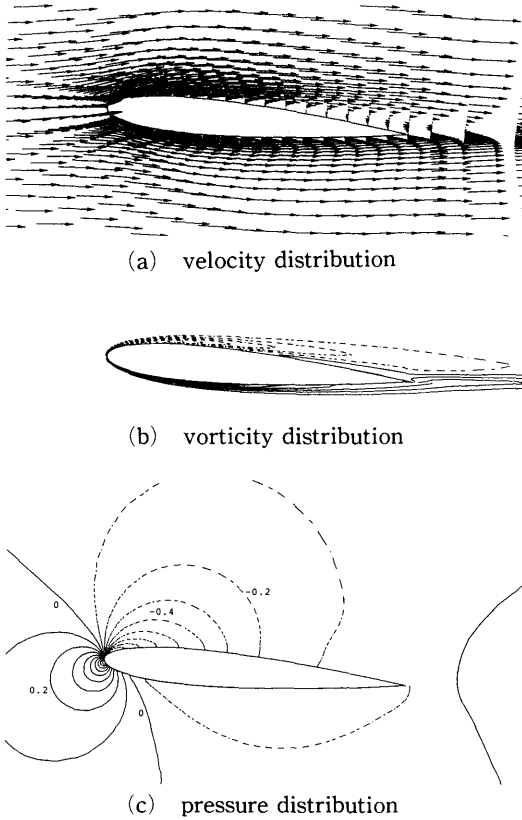 (a) velocity distribution
(b) vorticity distribution
-0.2
0
-0.4
0.2
0
(c) pressure distribution